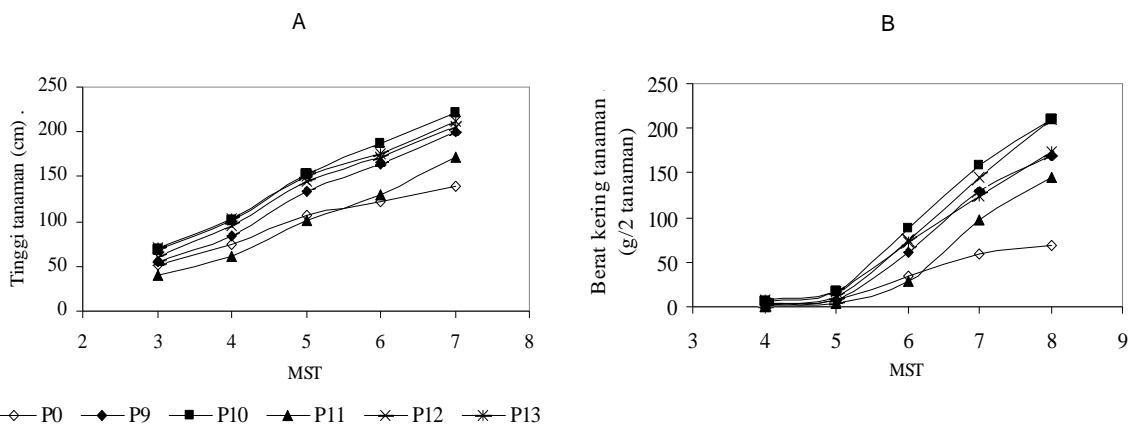 A
Tinggi tanaman (cm) .
250
200
150
100
50
0
2 3 4 5 6 7 8
MST
B
Berat kering tanaman .
(g/2 tanaman)
250
200
150
100
50
0
3 4 5 6 7 8 9
MST
P0 P9 P10 P11 P12 P13